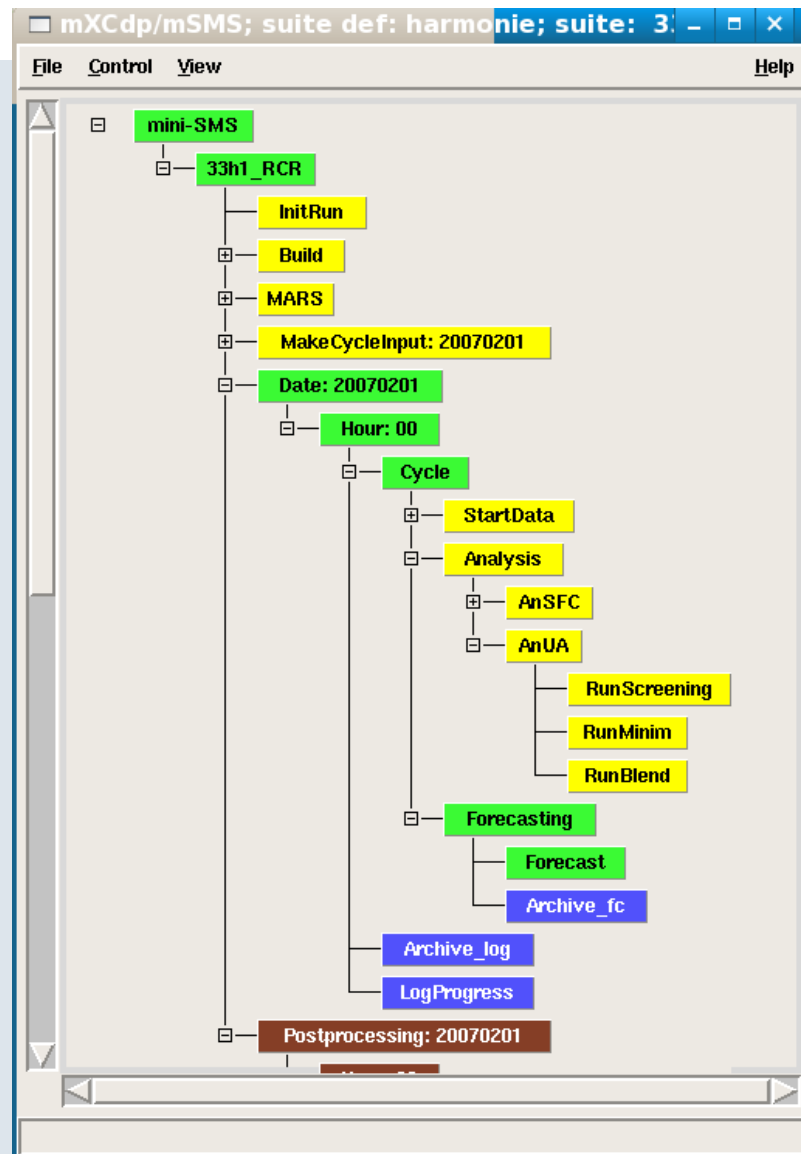 mXCdp/mSMS; suite def: harmonie; suite: 33
File Control View Help
mini-SMS
33h1_RCR
InitRun
Build
MARS
MakeCycleInput: 20070201
Date: 20070201
Hour: 00
Cycle
StartData
Analysis
AnSFC
AnUA
RunScreening
RunMinim
RunBlend
Forecasting
Forecast
Archive_fc
Archive_log
LogProgress
Postprocessing: 20070201